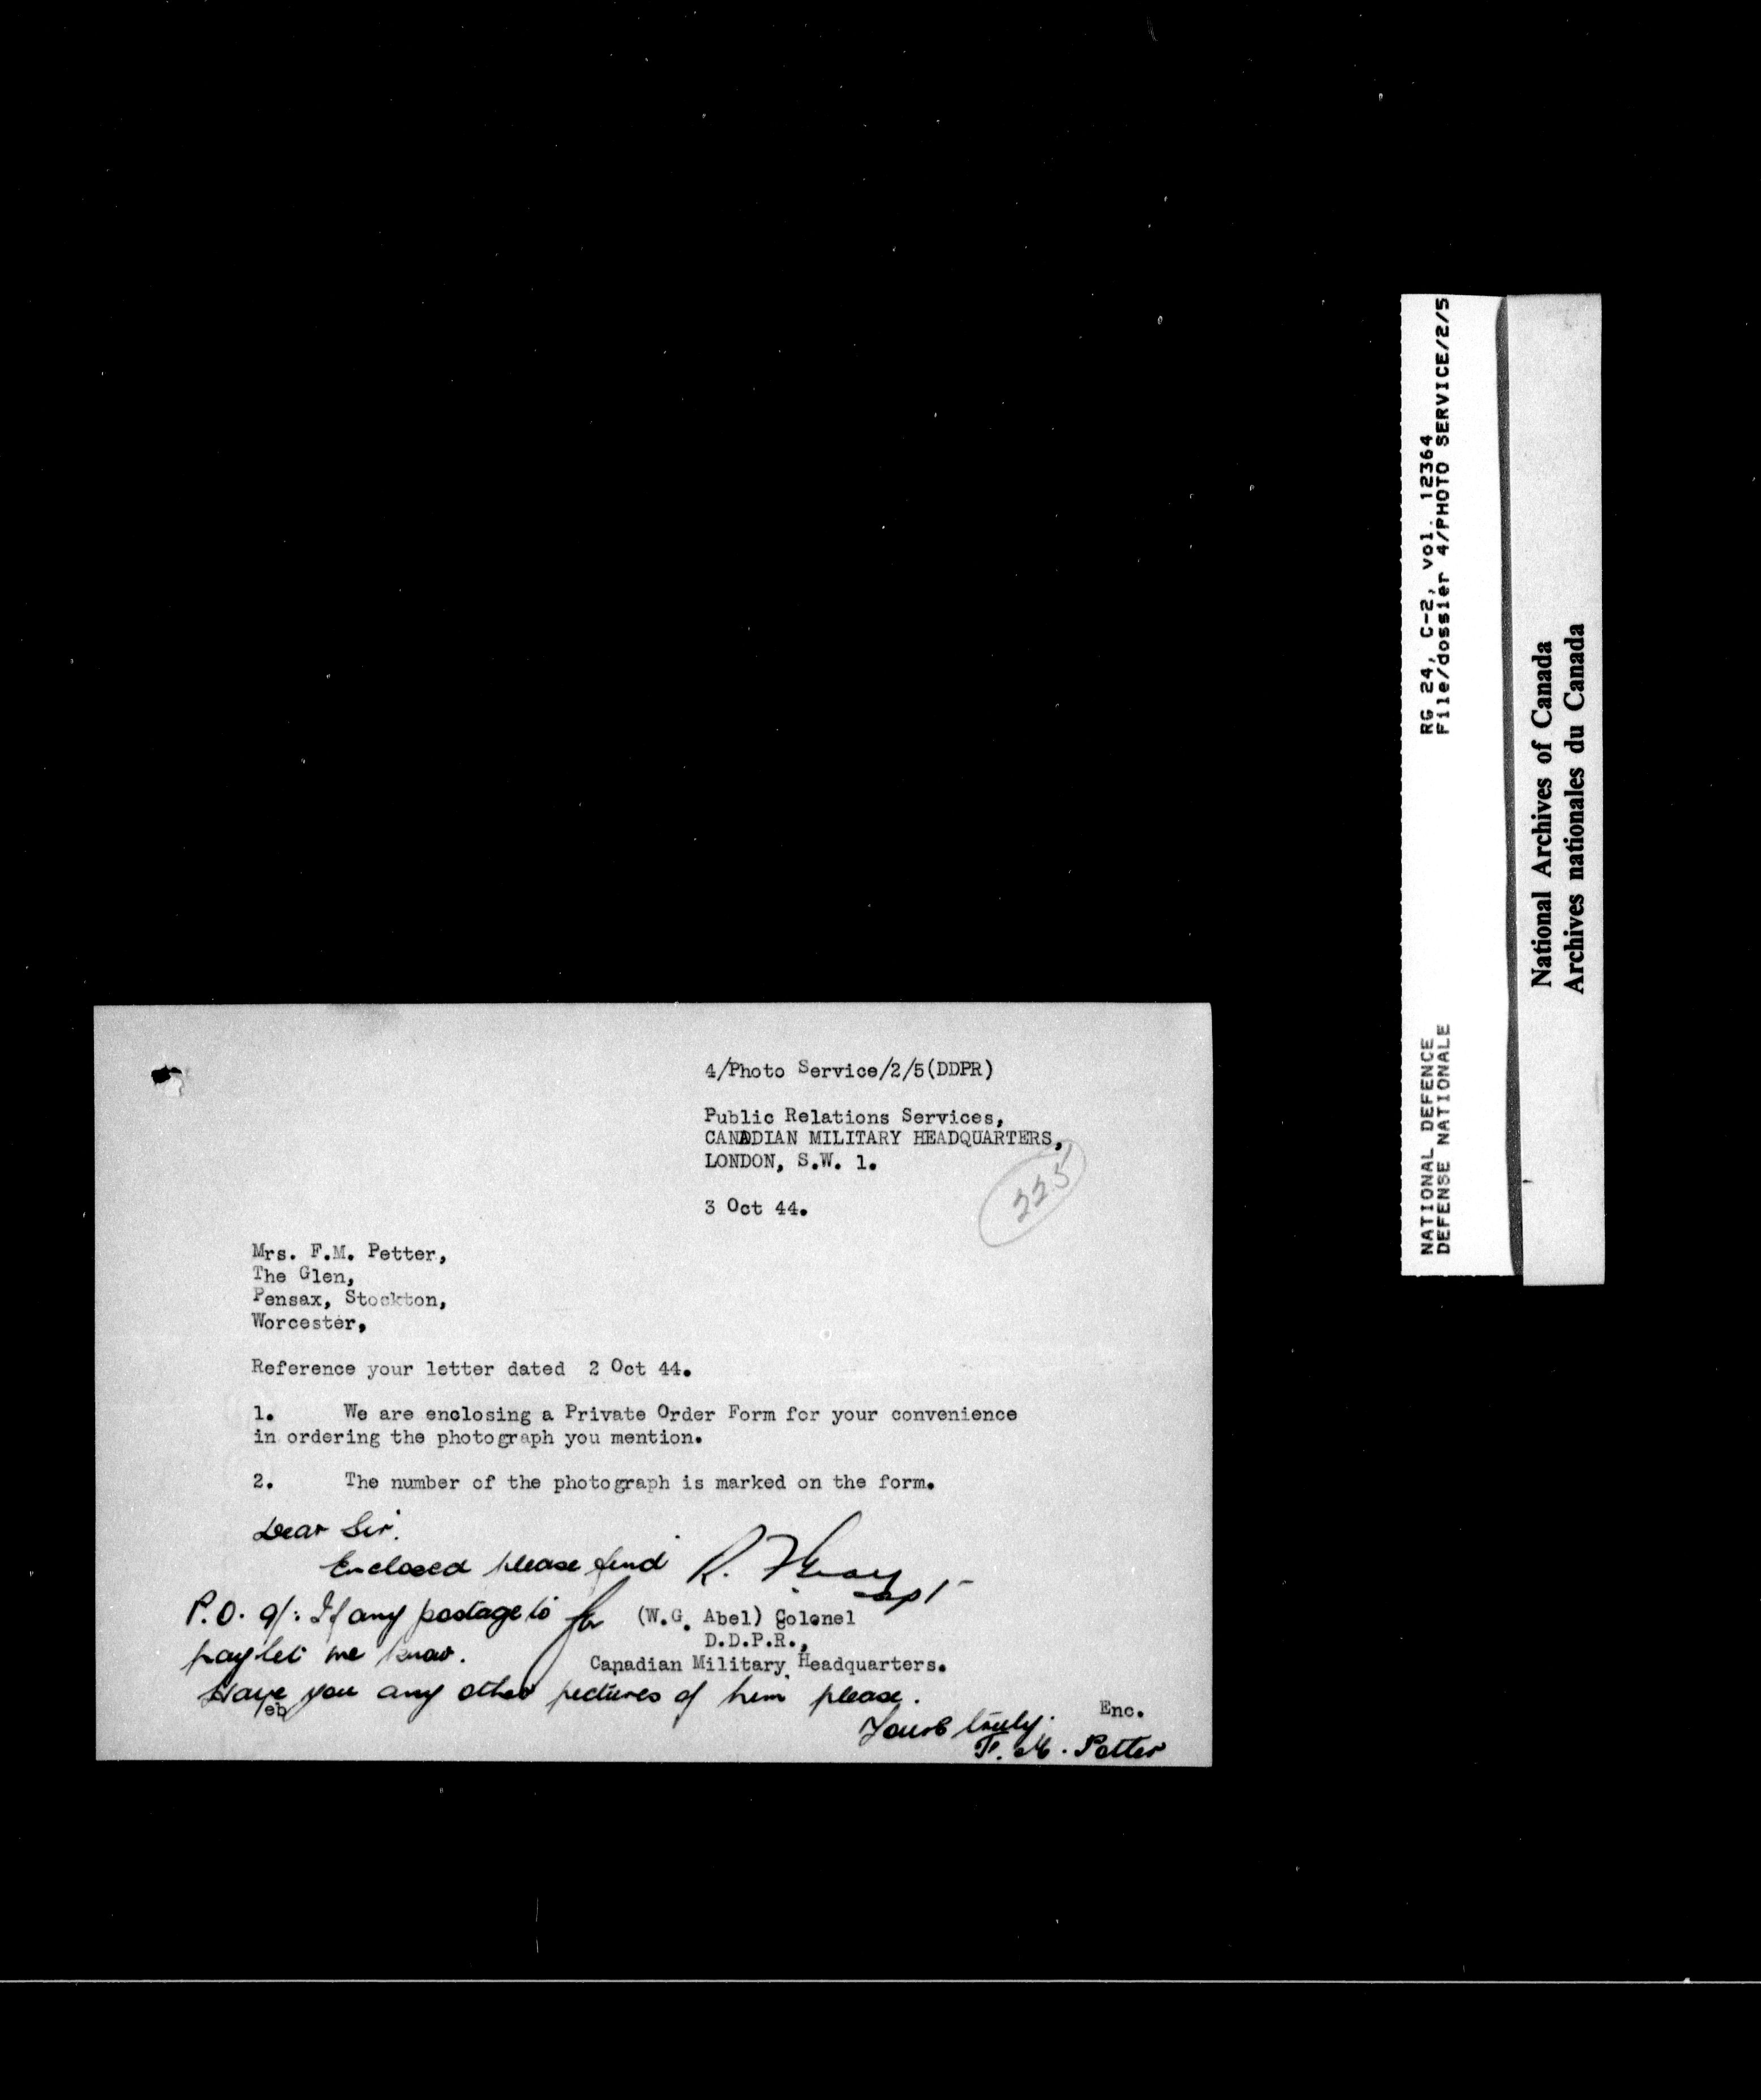 4/Photo Service/2/5(DDPR)
Public Relations Services,
CANADIAN MILITARY HEADQUARTERS,
LONDON, S.W. 1.
225
3 Oct 44.
Mrs. F.M. Petter,
The Glen,
Pensax, Stockton,
Worcester,
Reference your letter dated 2 Oct 44.
1. We are enclosing a Private Order Form for your convenience
in ordering the photograph you mention.
2. The number of the photograph is marked on the form.
Dear Sir.
Enclosed please find
R.
Capt
P.O. 9/: If any postage to
for (W.G. Abel) Colonel
D.D.P.R.,
pay let me know.
Canadian Military Headquarters.
Have you any other pictures of him please.
/eb
Enc.
Yours truly.
F. M. Petter
RG 24, C-2, vol. 12364
File/dossier 4/PHOTO SERVICE/2/5
NATIONAL DEFENCE
DEFENSE NATIONALE
National Archives of Canada
Archives nationales du Canada